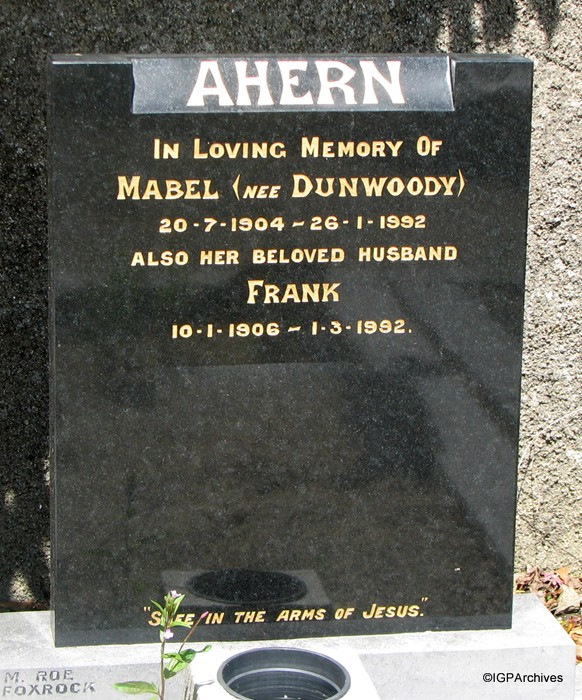 AHERN
IN LOVING MEMORY OF
MABEL (NEE DUNWOODY)
20-7-1904 ~ 26-1-1992
ALSO HER BELOVED HUSBAND
FRANK
10-1-1906 ~ 1-3-1992.
"SAFE IN THE ARMS OF JESUS."
M. ROE
FOXROCK
©IGPArchives